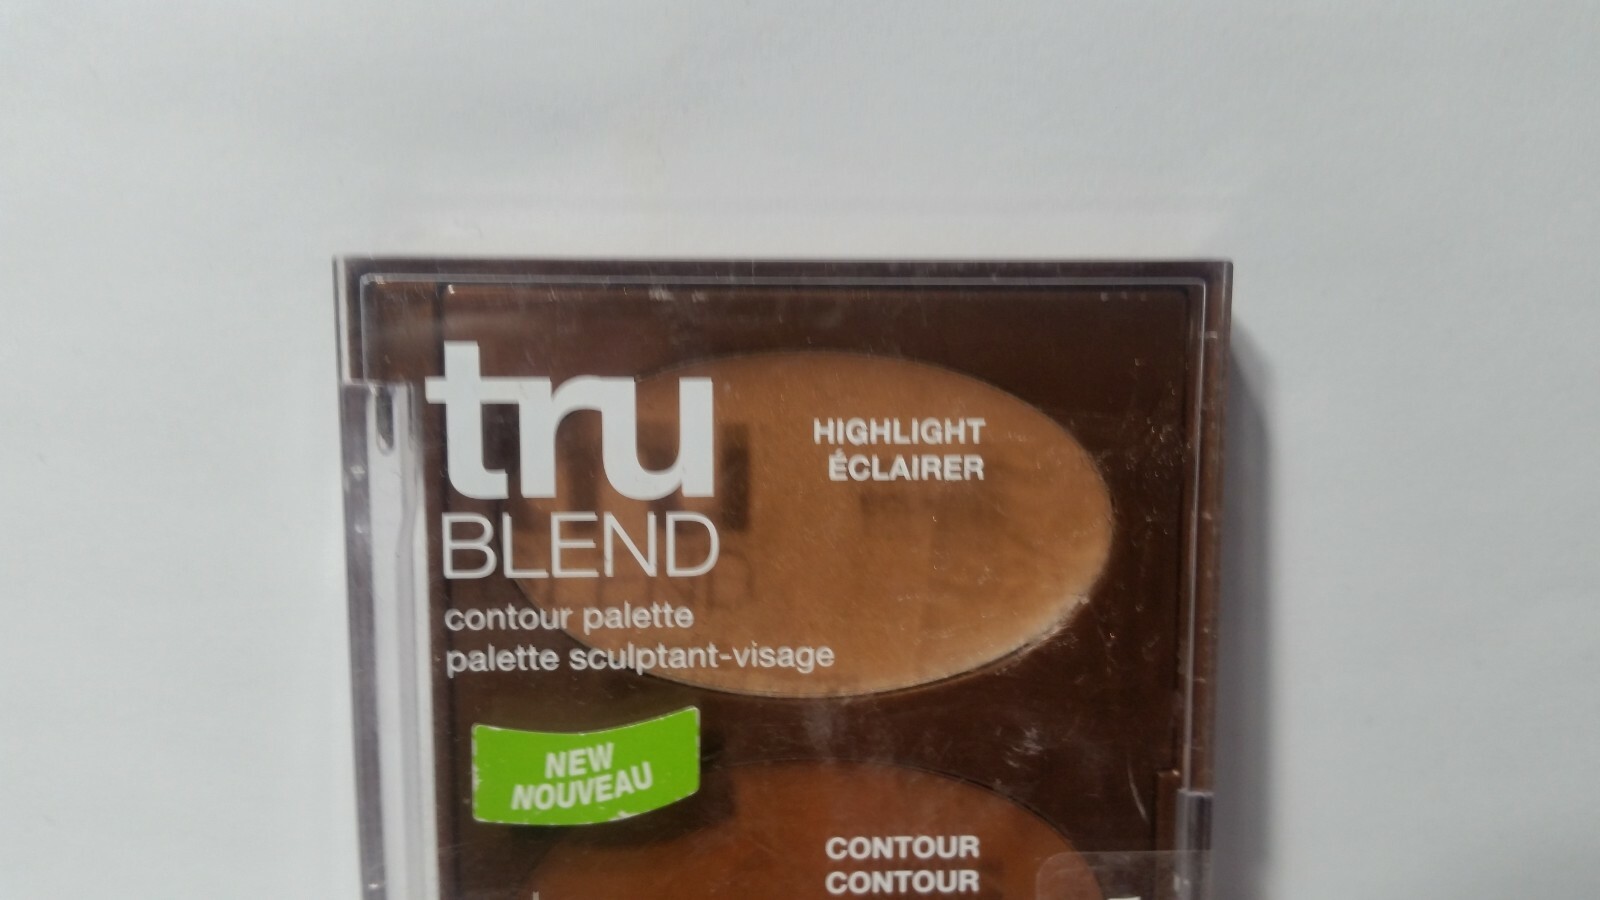 tru
BLEND
contour palette
palette sculptant-visage
HIGHLIGHT
ÉCLAIRER
NEW
NOUVEAU
CONTOUR
CONTOUR